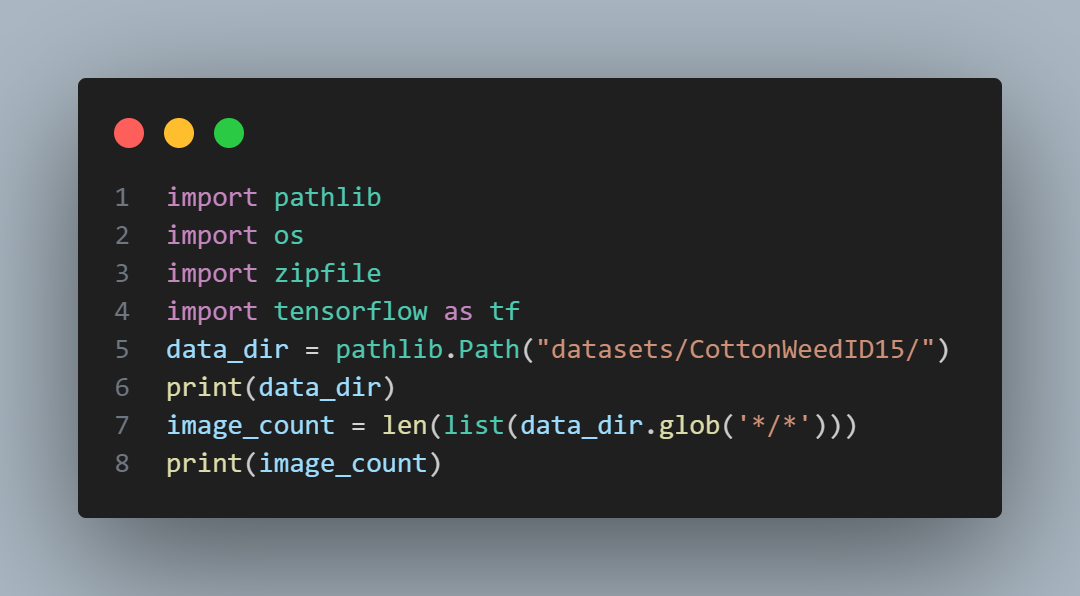 1 import pathlib
2 import os
3 import zipfile
4 import tensorflow as tf
5 data_dir = pathlib.Path("datasets/CottonWeedID15/")
6 print(data_dir)
7 image_count = len(list(data_dir.glob('*/*')))
8 print(image_count)